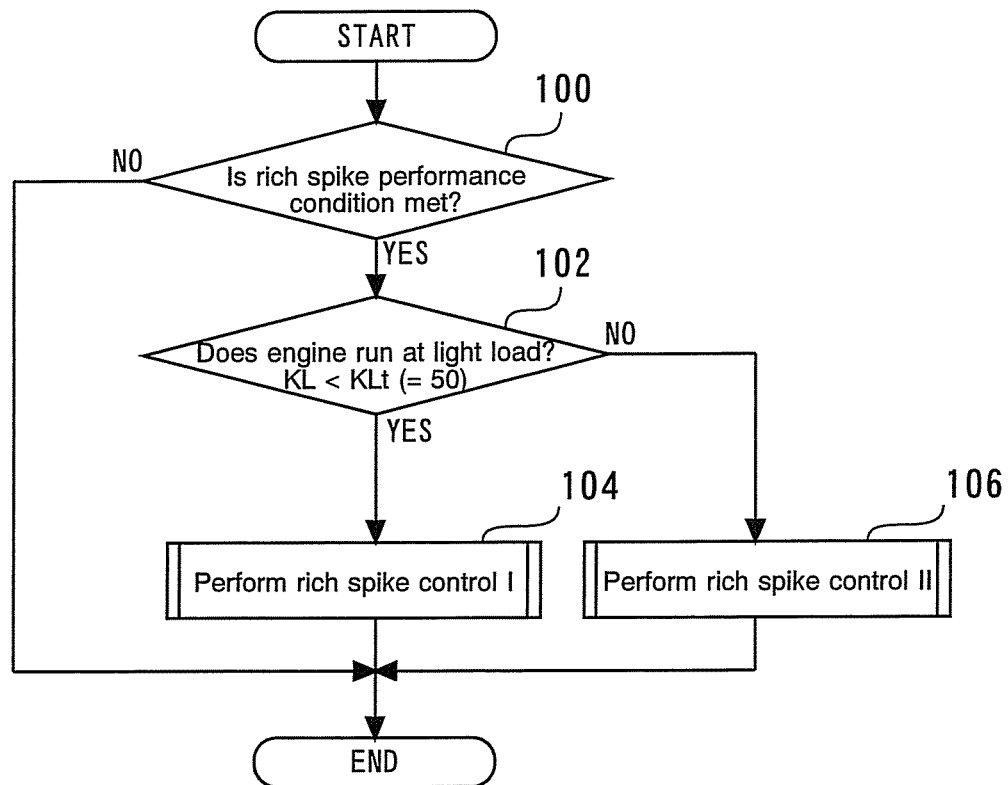 START
100
NO
Is rich spike performance
condition met?
YES
102
NO
Does engine run at light load?
KL < KLt (= 50)
YES
104
106
Perform rich spike control I
Perform rich spike control II
END